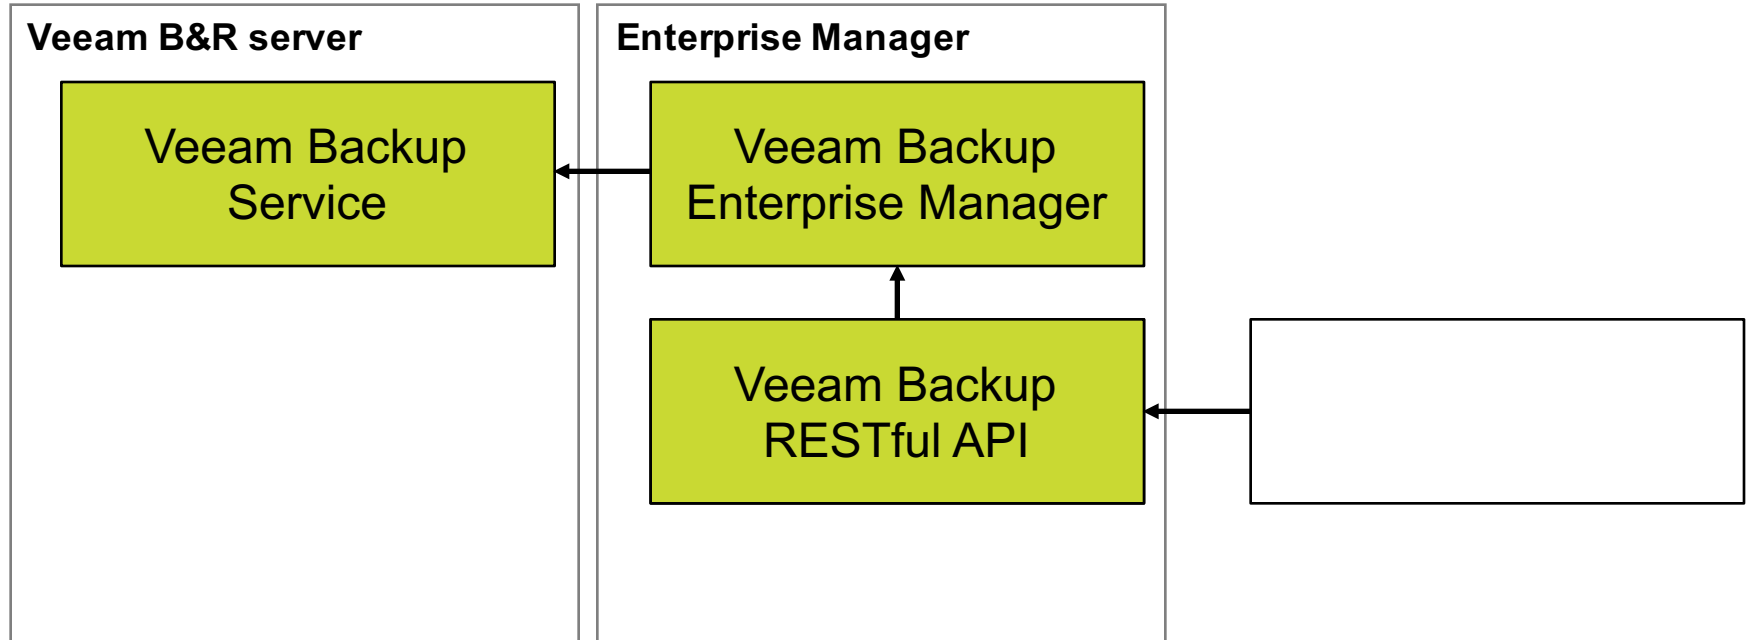 Veeam B&R server
Enterprise Manager
Veeam Backup
Service
Veeam Backup
Enterprise Manager
Veeam Backup
RESTful API